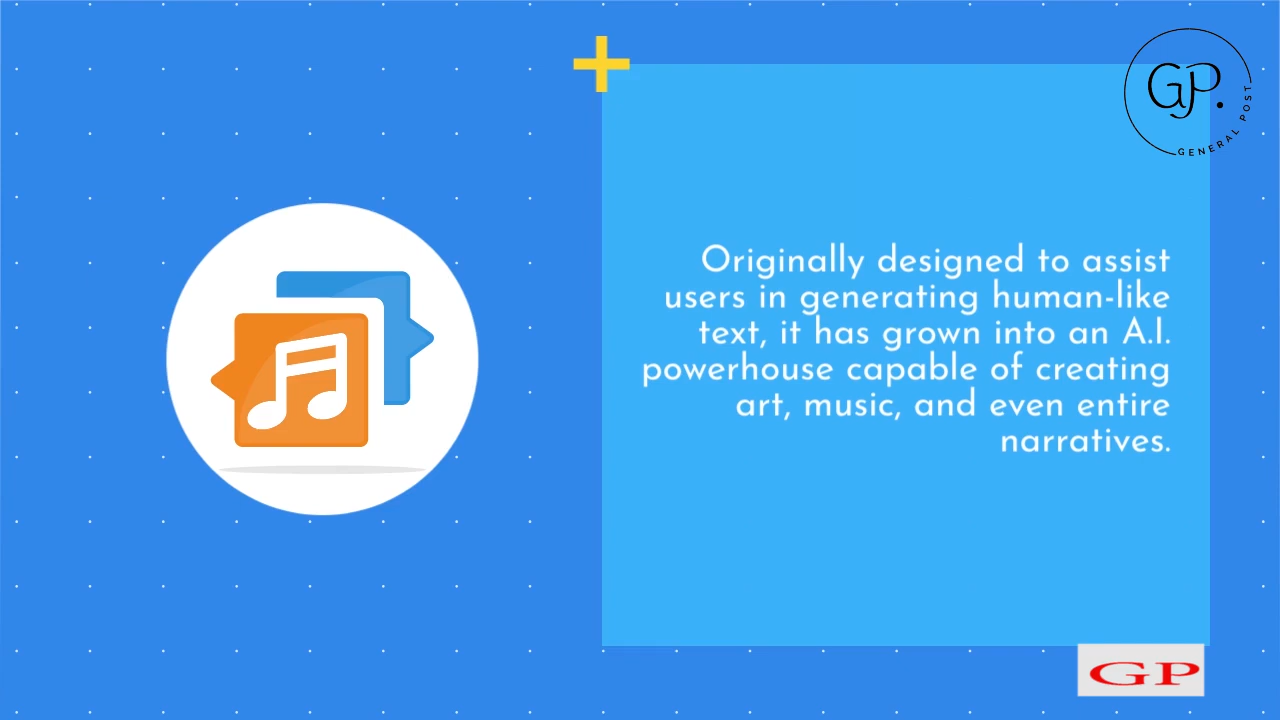 GP.
GENERAL POST
Originally designed to assist
users in generating human-like
text, it has grown into an A.I.
powerhouse capable of creating
art, music, and even entire
narratives.
GP